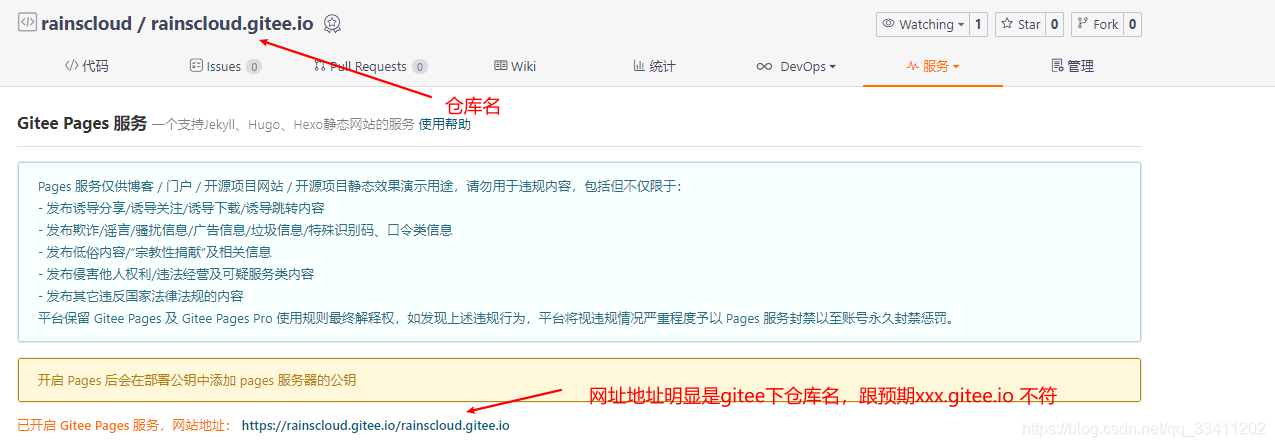 rainscloud / rainscloud.gitee.io
Watching 1 Star 0 Fork 0
代码 Issues 0 Pull Requests 0 Wiki 统计 DevOps 服务 管理
仓库名
Gitee Pages 服务 一个支持Jekyll、Hugo、Hexo静态网站的服务 使用帮助
Pages 服务仅供博客 / 门户 / 开源项目网站 / 开源项目静态效果演示用途，请勿用于违规内容，包括但不仅限于：
- 发布诱导分享/诱导关注/诱导下载/诱导跳转内容
- 发布欺诈/谣言/骚扰信息/广告信息/垃圾信息/特殊识别码、口令类信息
- 发布低俗内容/“宗教性捐献”及相关信息
- 发布侵害他人权利/违法经营及可疑服务类内容
- 发布其它违反国家法律法规的内容
平台保留 Gitee Pages 及 Gitee Pages Pro 使用规则最终解释权，如发现上述违规行为，平台将视违规情况严重程度予以 Pages 服务封禁以至账号永久封禁惩罚。
开启 Pages 后会在部署公钥中添加 pages 服务器的公钥
网址地址明显是gitee下仓库名，跟预期xxx.gitee.io 不符
已开启 Gitee Pages 服务，网站地址： https://rainscloud.gitee.io/rainscloud.gitee.io
https://blog.csdn.net/qq_33411202